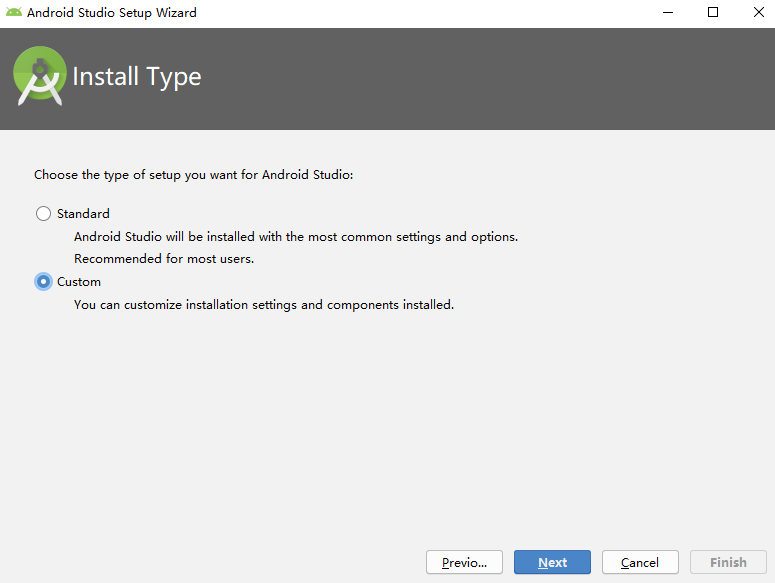 Android Studio Setup Wizard
Install Type
Choose the type of setup you want for Android Studio:
Standard
Android Studio will be installed with the most common settings and options.
Recommended for most users.
Custom
You can customize installation settings and components installed.
Previo... Next Cancel Finish